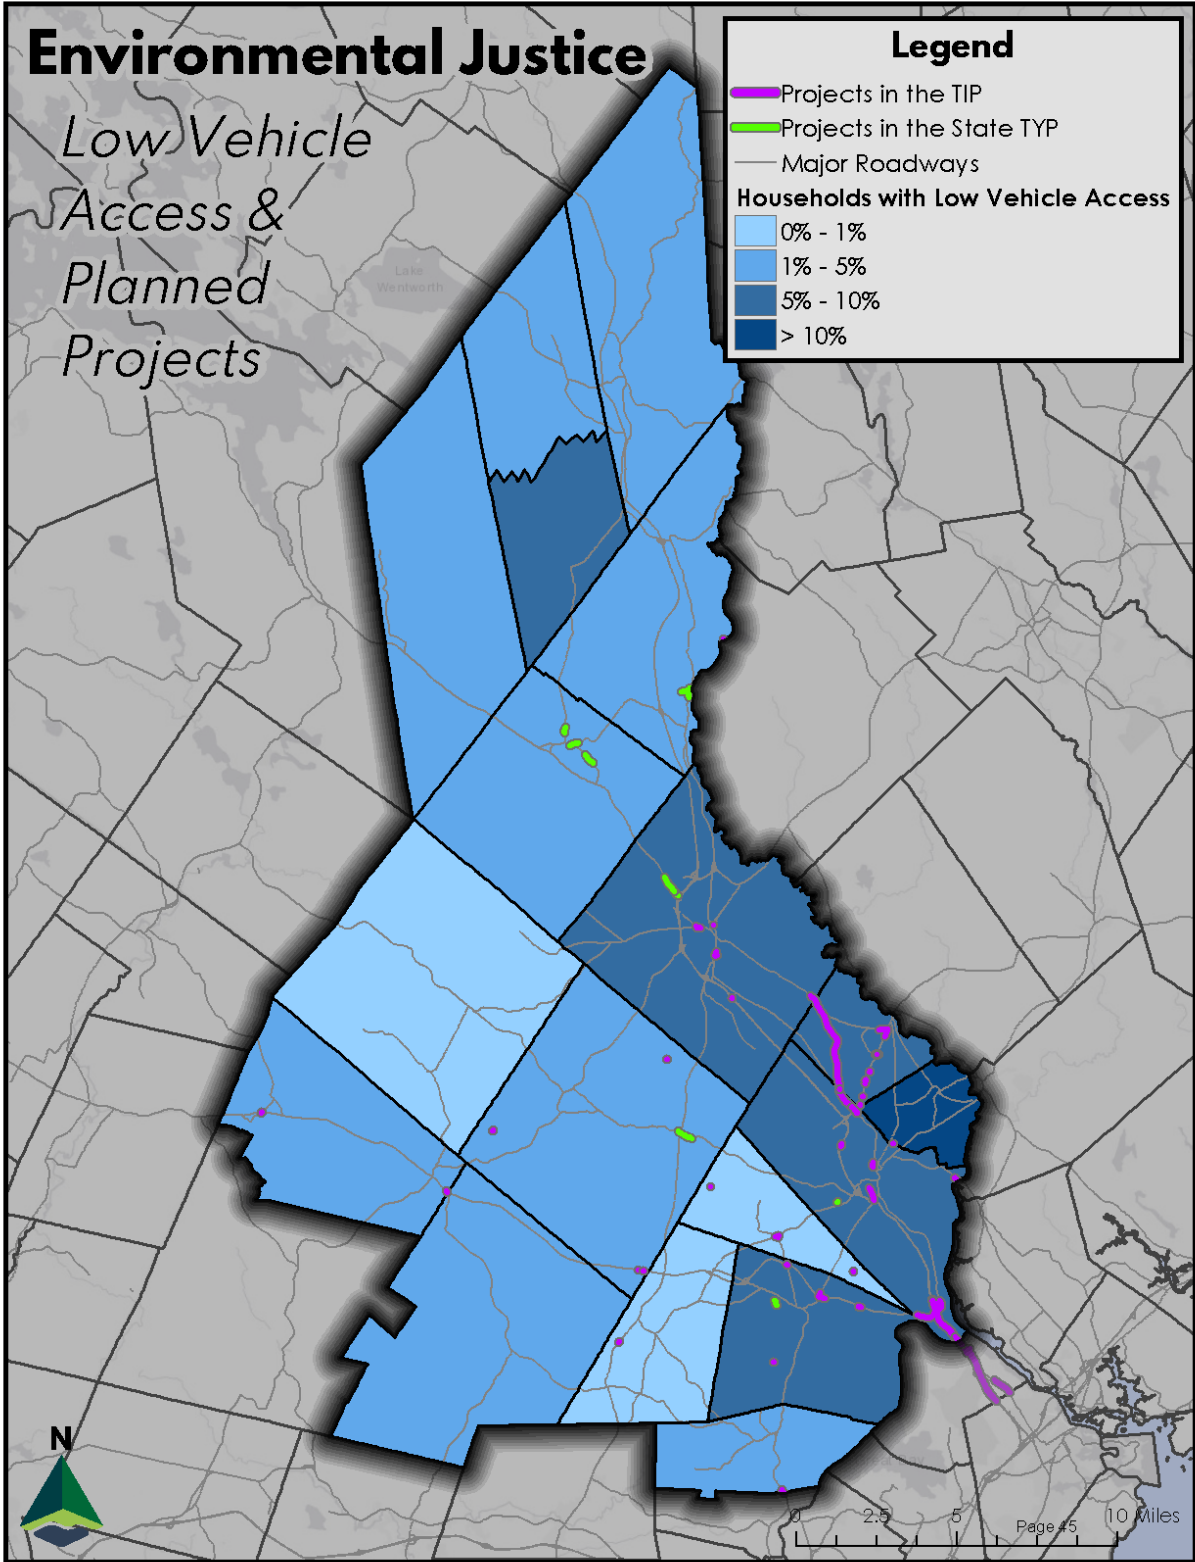 Environmental Justice
Low Vehicle
Access &
Planned
Projects
Legend
Projects in the TIP
Projects in the State TYP
Major Roadways
Households with Low Vehicle Access
0% - 1%
1% - 5%
5% - 10%
> 10%
Lake
Wentworth
N
0 2.5 5 10 Miles
Page 45